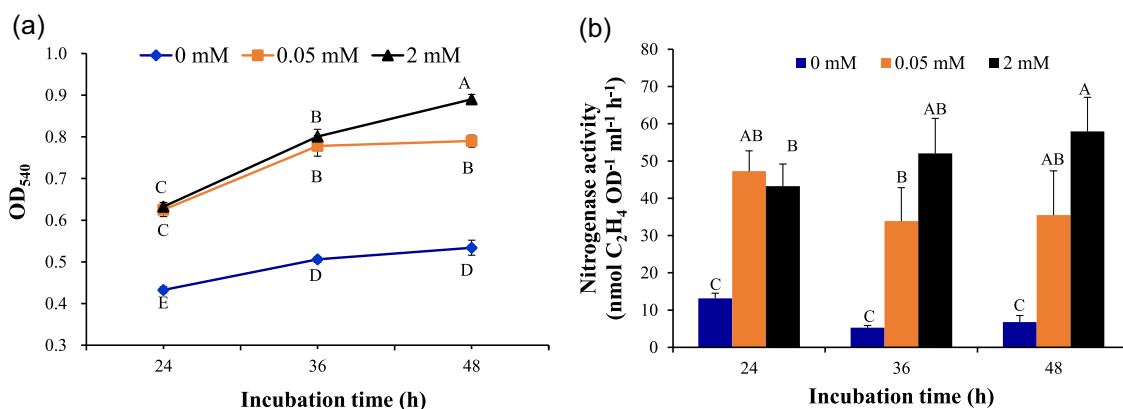 (a)
0 mM 0.05 mM 2 mM
1.0
0.9
0.8
0.7
0.6
0.5
0.4
0.3
OD540
A
B
B
B
C
C
D
D
E
24 36 48
Incubation time (h)
(b)
0 mM 0.05 mM 2 mM
80
70
60
50
40
30
20
10
0
Nitrogenase activity
(nmol C2H4 OD-1 ml-1 h-1)
C AB B
C B AB
C AB A
24 36 48
Incubation time (h)